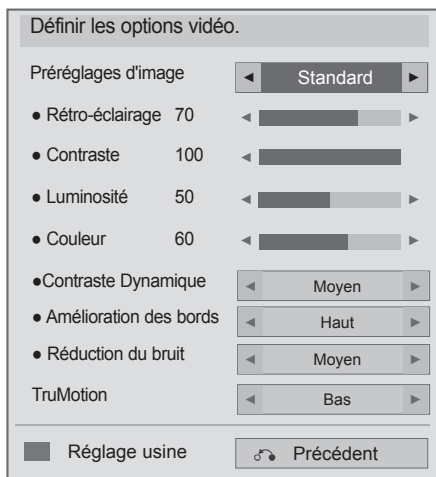 Définir les options vidéo.
Préréglages d'image ◄ Standard ►
● Rétro-éclairage 70 ◄ ►
● Contraste 100 ◄
● Luminosité 50 ◄ ►
● Couleur 60 ◄ ►
●Contraste Dynamique ◄ Moyen ►
● Amélioration des bords ◄ Haut ►
● Réduction du bruit ◄ Moyen ►
TruMotion ◄ Bas ►
Réglage usine Précédent